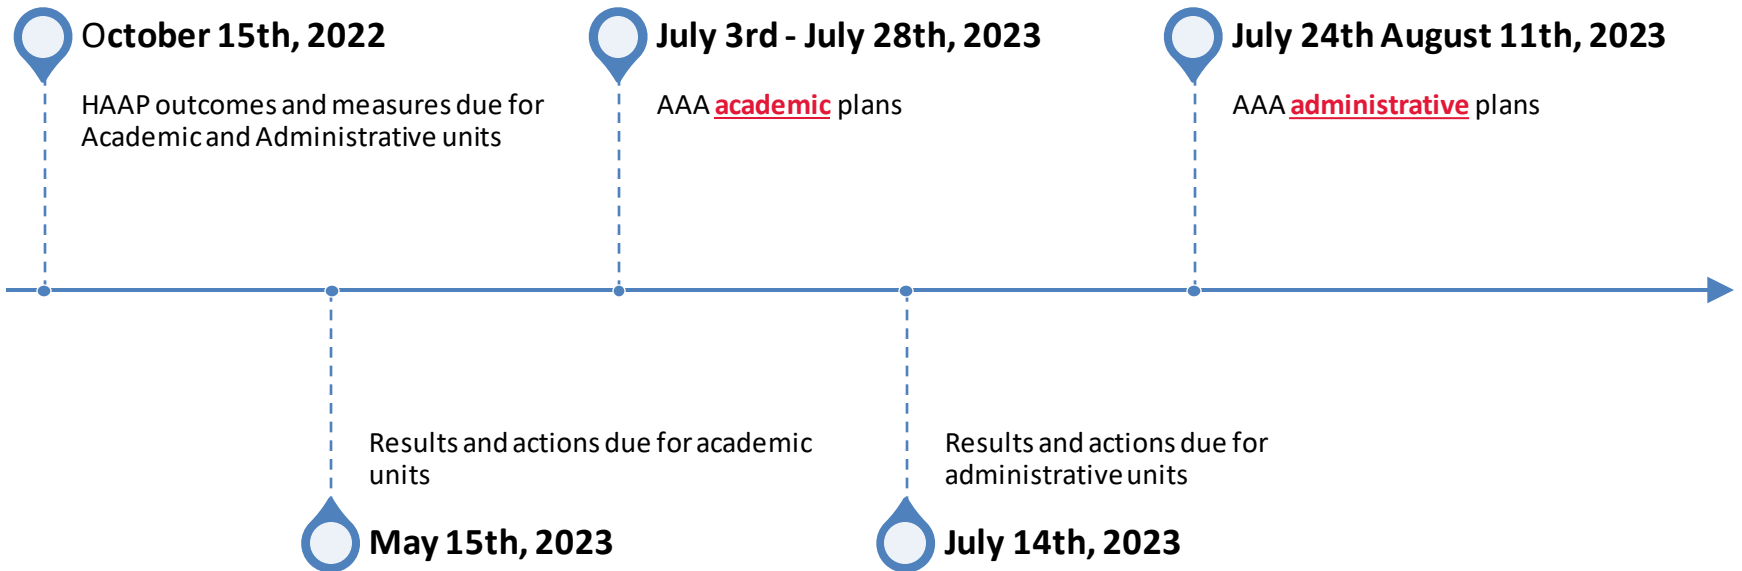 October 15th, 2022
HAAP outcomes and measures due for
Academic and Administrative units
July 3rd - July 28th, 2023
AAA academic plans
July 24th August 11th, 2023
AAA administrative plans
Results and actions due for academic
units
May 15th, 2023
Results and actions due for
administrative units
July 14th, 2023